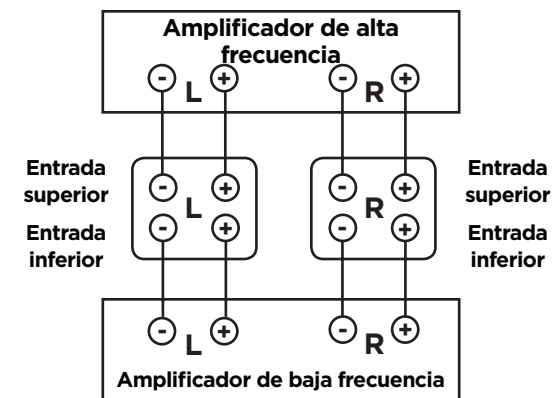 Amplificador de alta
frecuencia
- L + - R +
Entrada
superior
- L + - R +
Entrada
superior
Entrada
inferior
- + - +
Entrada
inferior
- L + - R +
Amplificador de baja frecuencia